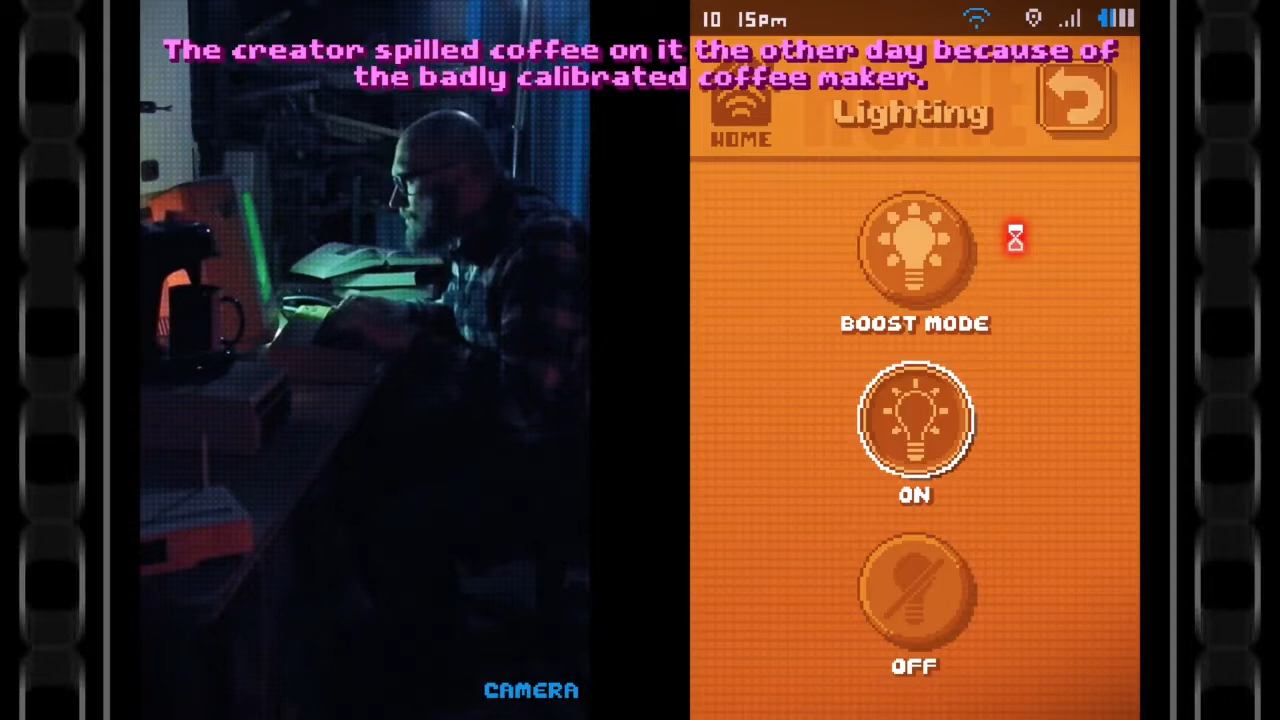 The creator spilled coffee on it the other day because of
the badly calibrated coffee maker.
10 15pm
HOME
Lighting
BOOST MODE
ON
OFF
CAMERA